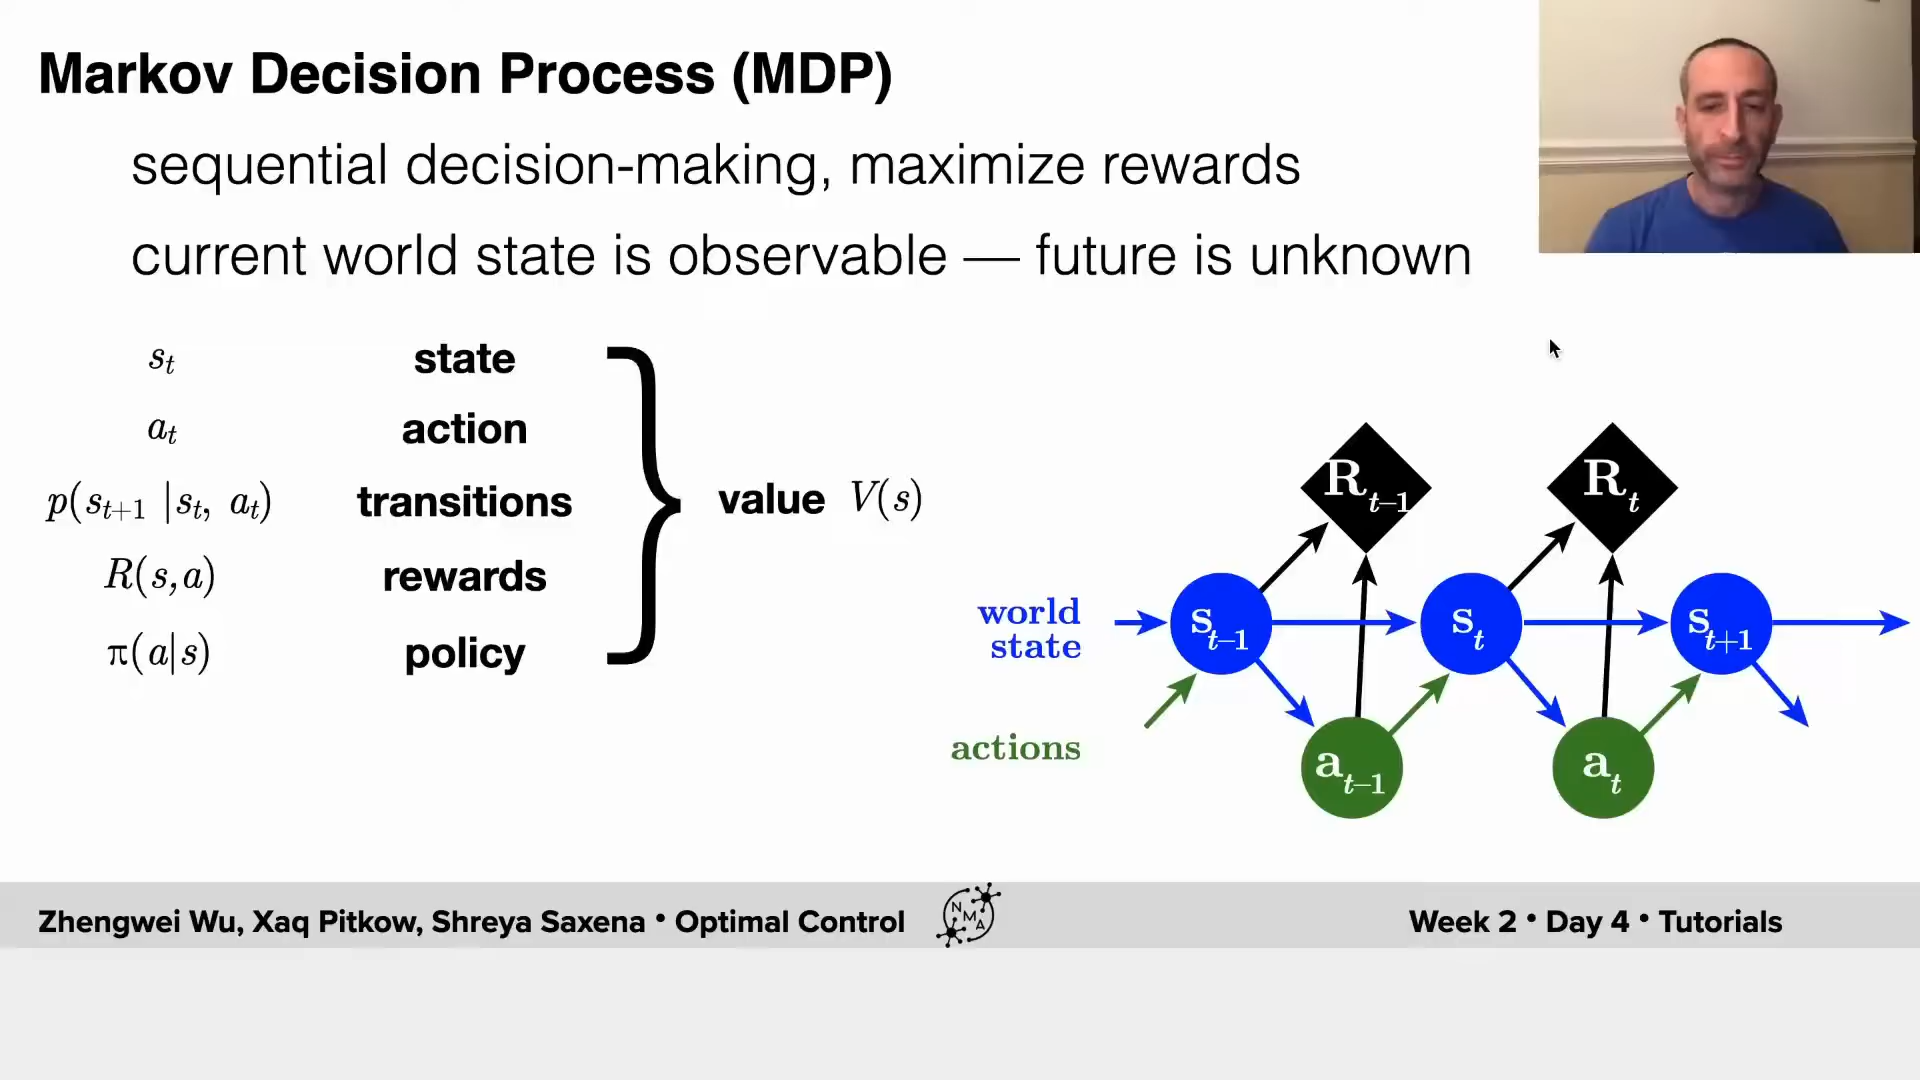 Markov Decision Process (MDP)
sequential decision-making, maximize rewards
current world state is observable — future is unknown
s_t state
a_t action
p(s_{t+1} |s_t, a_t) transitions
R(s,a) rewards
π(a|s) policy
value V(s)
R_{t–1} R_t
world
state
s_{t–1} s_t s_{t+1}
actions
a_{t–1} a_t
Zhengwei Wu, Xaq Pitkow, Shreya Saxena • Optimal Control
NMA
Week 2 • Day 4 • Tutorials